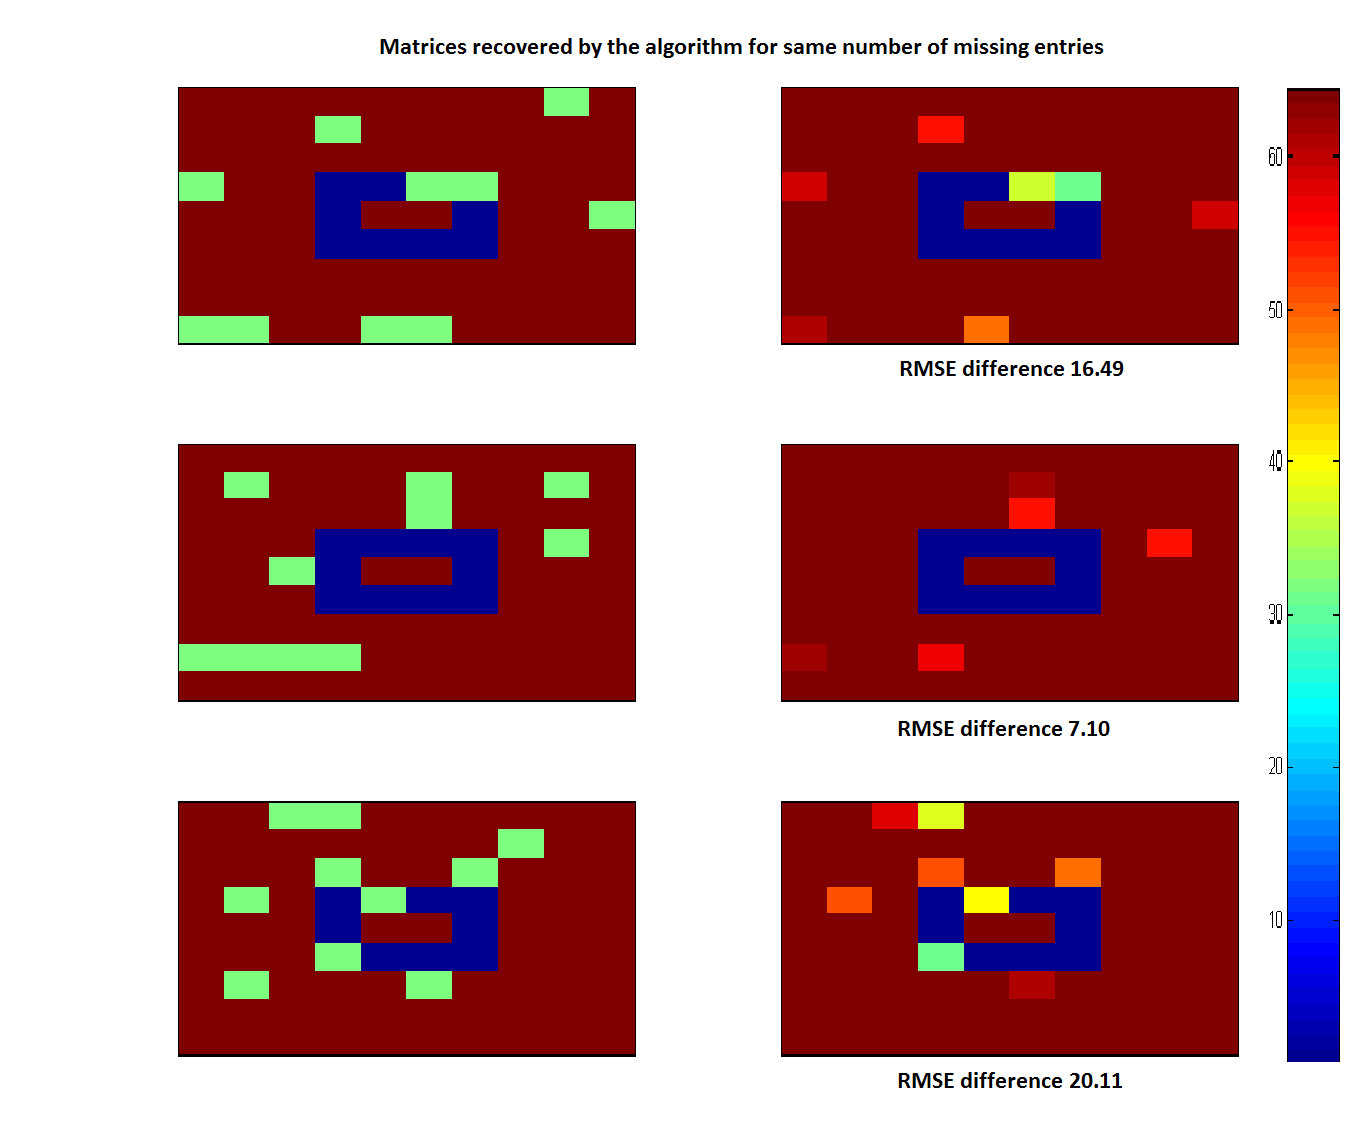 Matrices recovered by the algorithm for same number of missing entries
60
RMSE difference 16.49
50
40
30
RMSE difference 7.10
20
10
RMSE difference 20.11